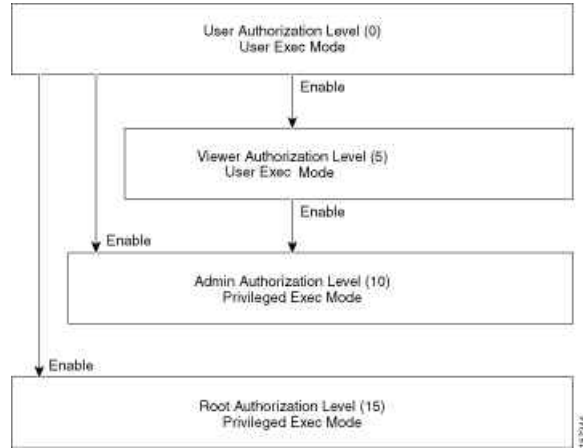 User Authorization Level (0)
User Exec Mode
Enable
Viewer Authorization Level (5)
User Exec Mode
Enable
Enable
Admin Authorization Level (10)
Privileged Exec Mode
Enable
Root Authorization Level (15)
Privileged Exec Mode